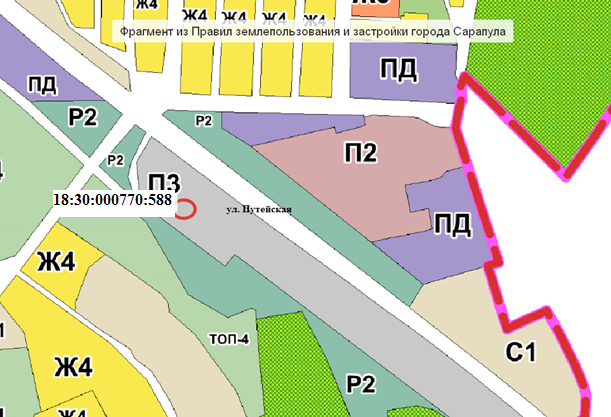 Ж4
Ж4
Ж4
Ж4
Фрагмент из Правил землепользования и застройки города Сарапула
ПД
ПД
Р2
Р2
Р2
П2
П3
18:30:000770:588
ул. Путейская
ПД
Ж4
ТОП-4
С1
Ж4
Р2